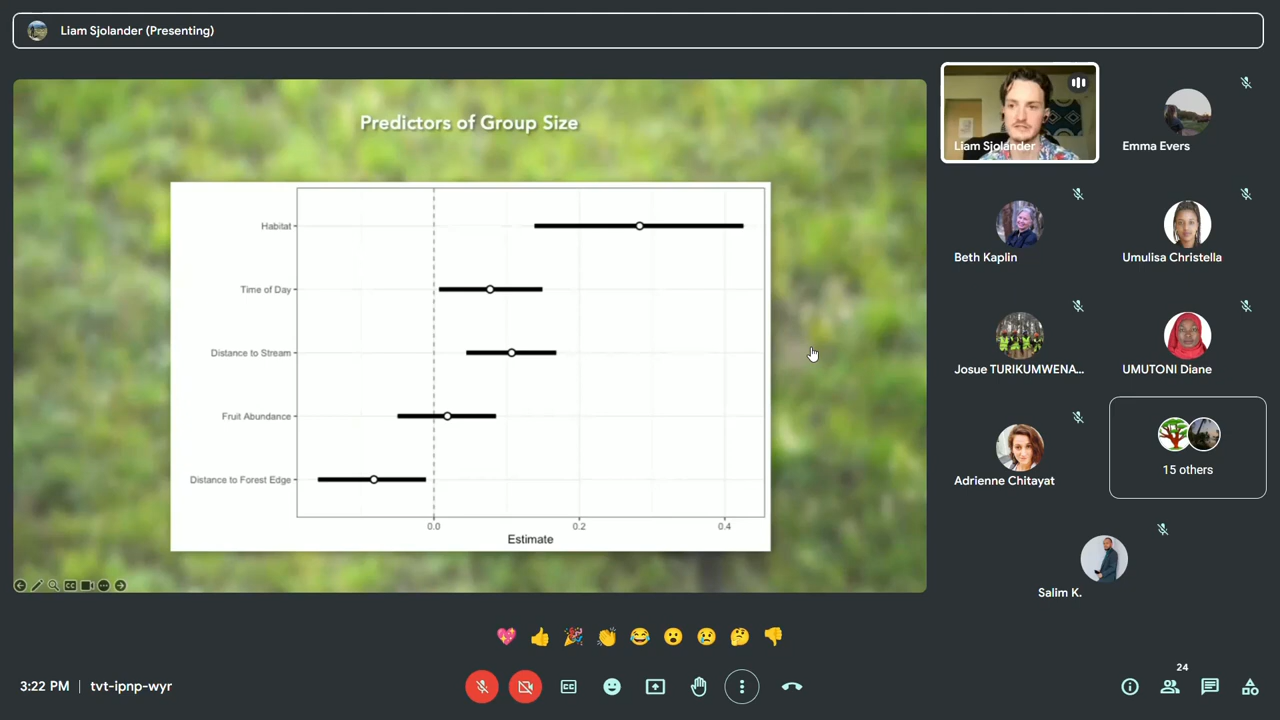 Liam Sjolander (Presenting)
Predictors of Group Size
Habitat
Time of Day
Distance to Stream
Fruit Abundance
Distance to Forest Edge
0.0 0.2 0.4
Estimate
Liam Sjolander
Emma Evers
Beth Kaplin
Umulisa Christella
Josue TURIKUMWENA...
UMUTONI Diane
Adrienne Chitayat
15 others
Salim K.
3:22 PM | tvt-ipnp-wyr
CC
24